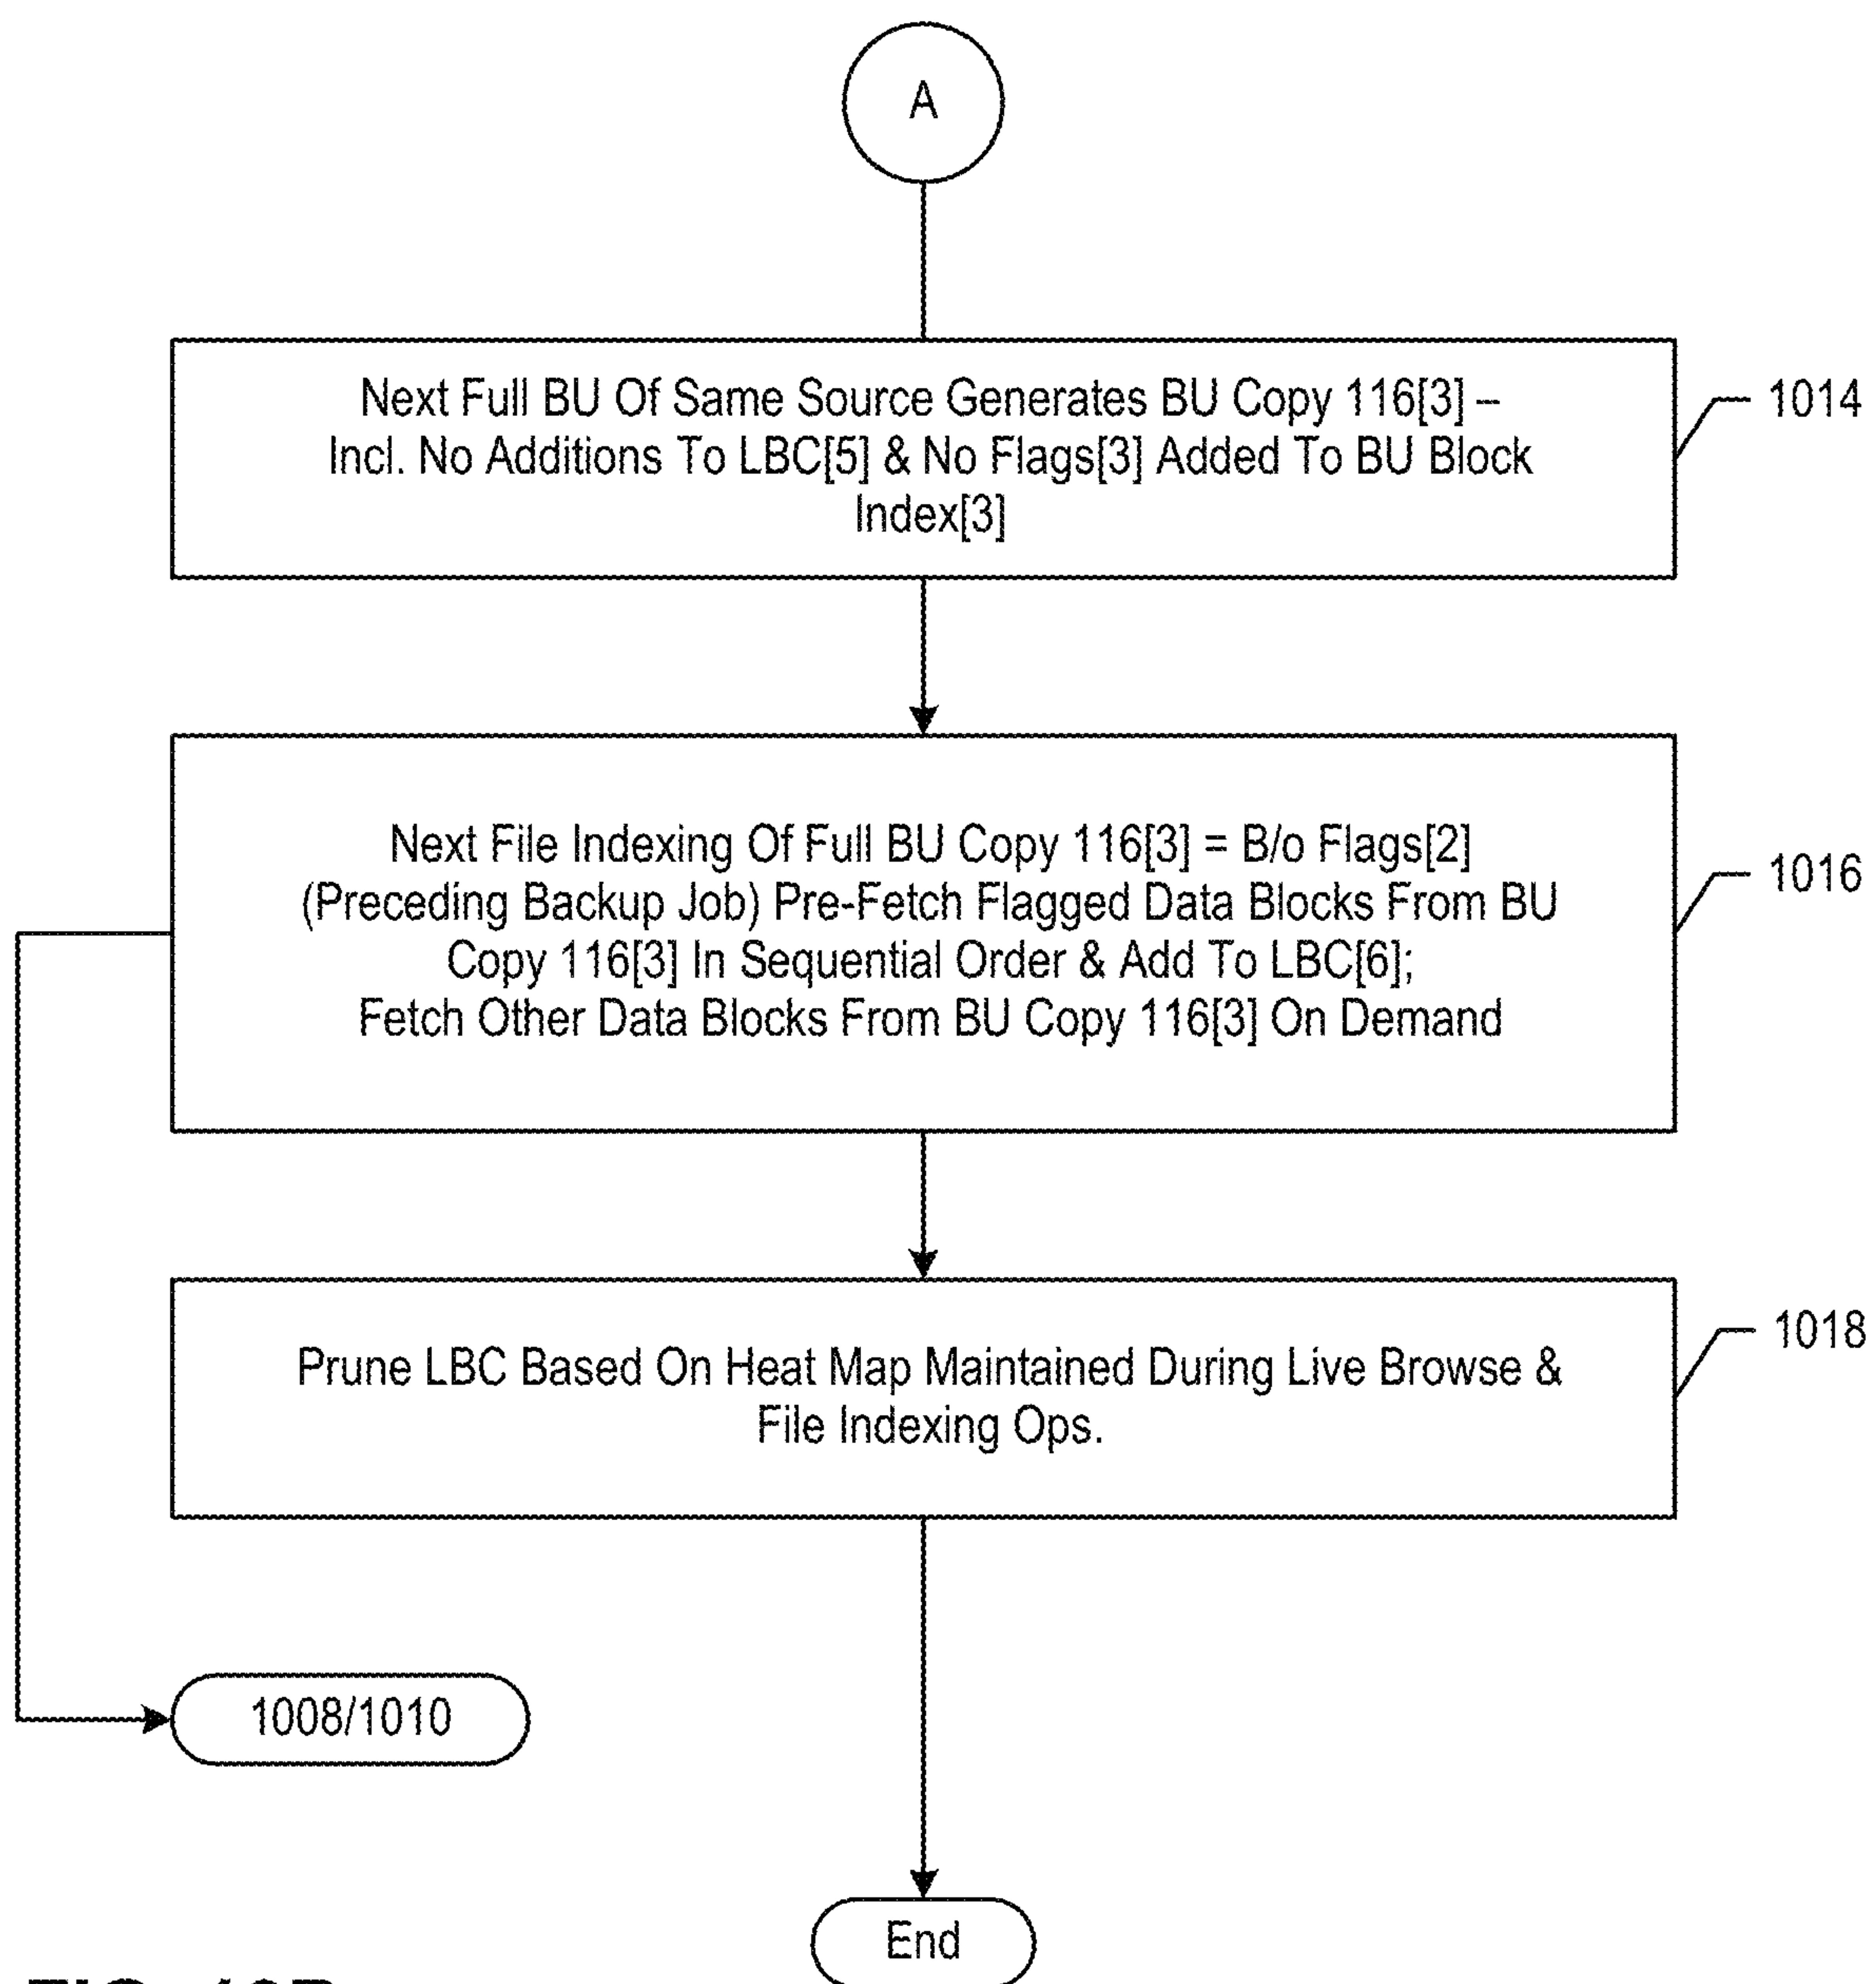 A
Next Full BU Of Same Source Generates BU Copy 116[3] –
Incl. No Additions To LBC[5] & No Flags[3] Added To BU Block
Index[3]
1014
Next File Indexing Of Full BU Copy 116[3] = B/o Flags[2]
(Preceding Backup Job) Pre-Fetch Flagged Data Blocks From BU
Copy 116[3] In Sequential Order & Add To LBC[6];
Fetch Other Data Blocks From BU Copy 116[3] On Demand
1016
Prune LBC Based On Heat Map Maintained During Live Browse &
File Indexing Ops.
1018
1008/1010
End